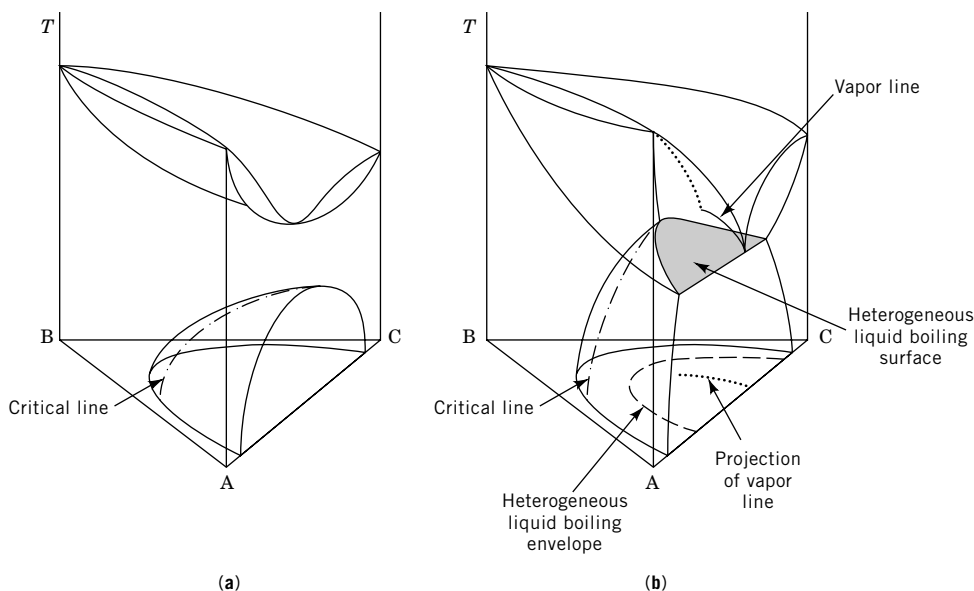 T
B
C
Critical line
A
(a)
T
Vapor line
B
C
Heterogeneous
liquid boiling
surface
Critical line
A
Projection
of vapor
line
Heterogeneous
liquid boiling
envelope
(b)